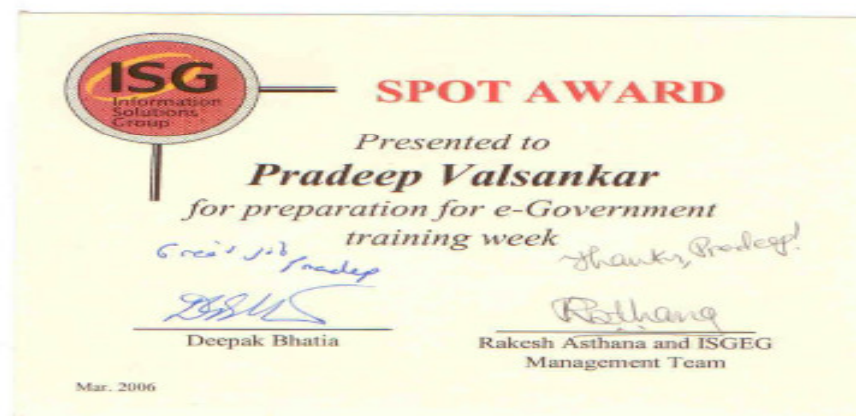 ISG
Information
Solutions
Group
SPOT AWARD
Presented to
Pradeep Valsankar
for preparation for e-Government
training week
Great job
Pradeep
Thanks, Pradeep!
Deepak Bhatia
Rakesh Asthana and ISGEG
Management Team
Mar. 2006